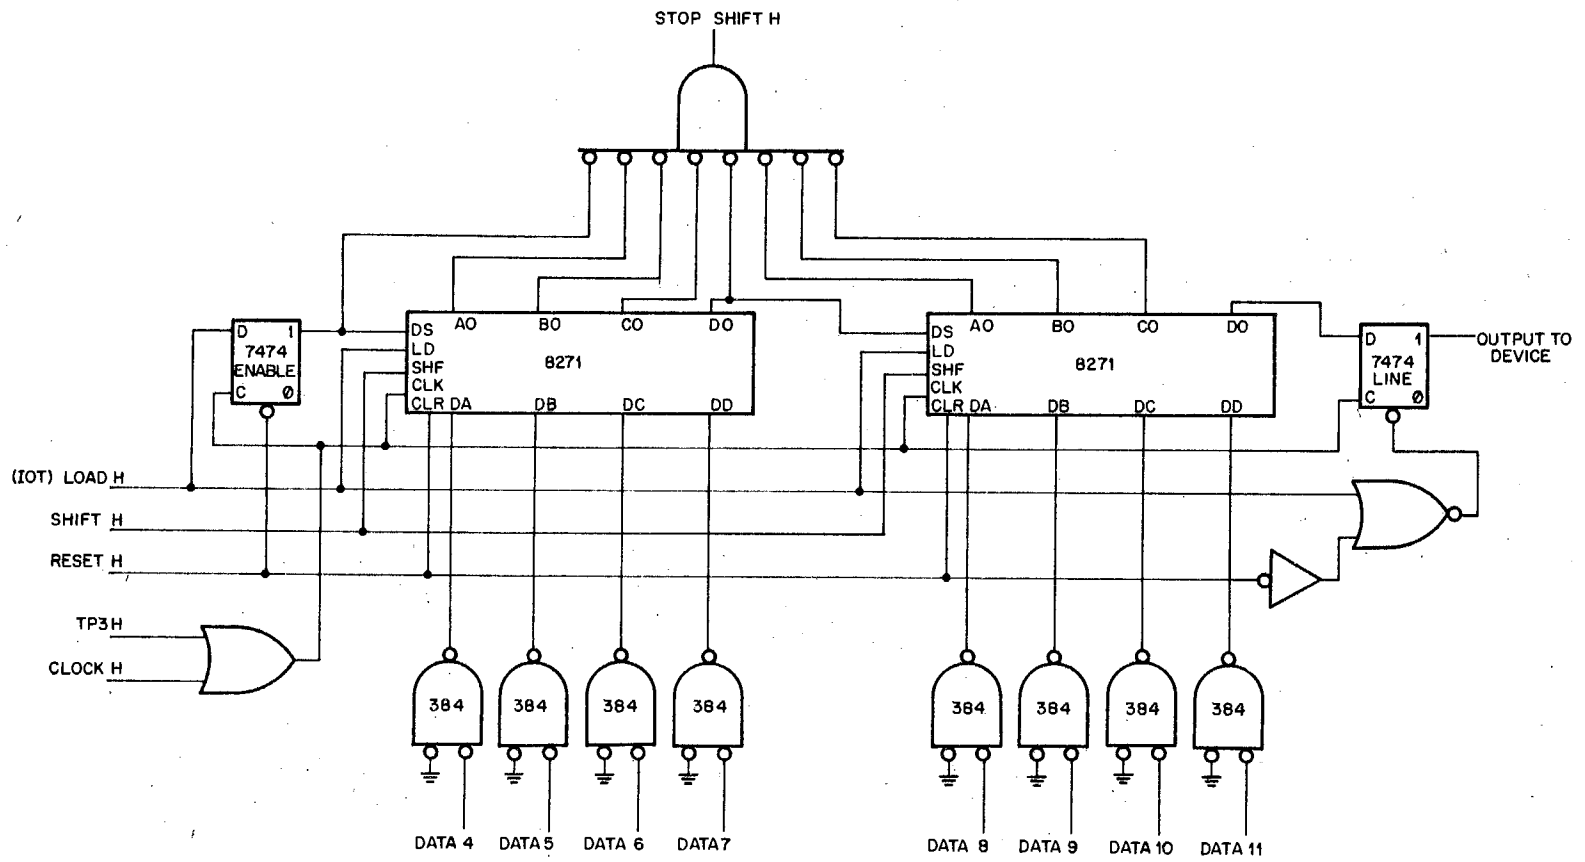 STOP SHIFT H
D 1
7474
ENABLE
C 0
DS
LD
SHF
CLK
CLR
AO BO CO DO
8271
DA DB DC DD
DS
LD
SHF
CLK
CLR
AO BO CO DO
8271
DA DB DC DD
D 1
7474
LINE
C 0
OUTPUT TO
DEVICE
(IOT) LOAD H
SHIFT H
RESET H
TP3 H
CLOCK H
384 384 384 384 384 384 384 384
DATA 4 DATA 5 DATA 6 DATA 7 DATA 8 DATA 9 DATA 10 DATA 11